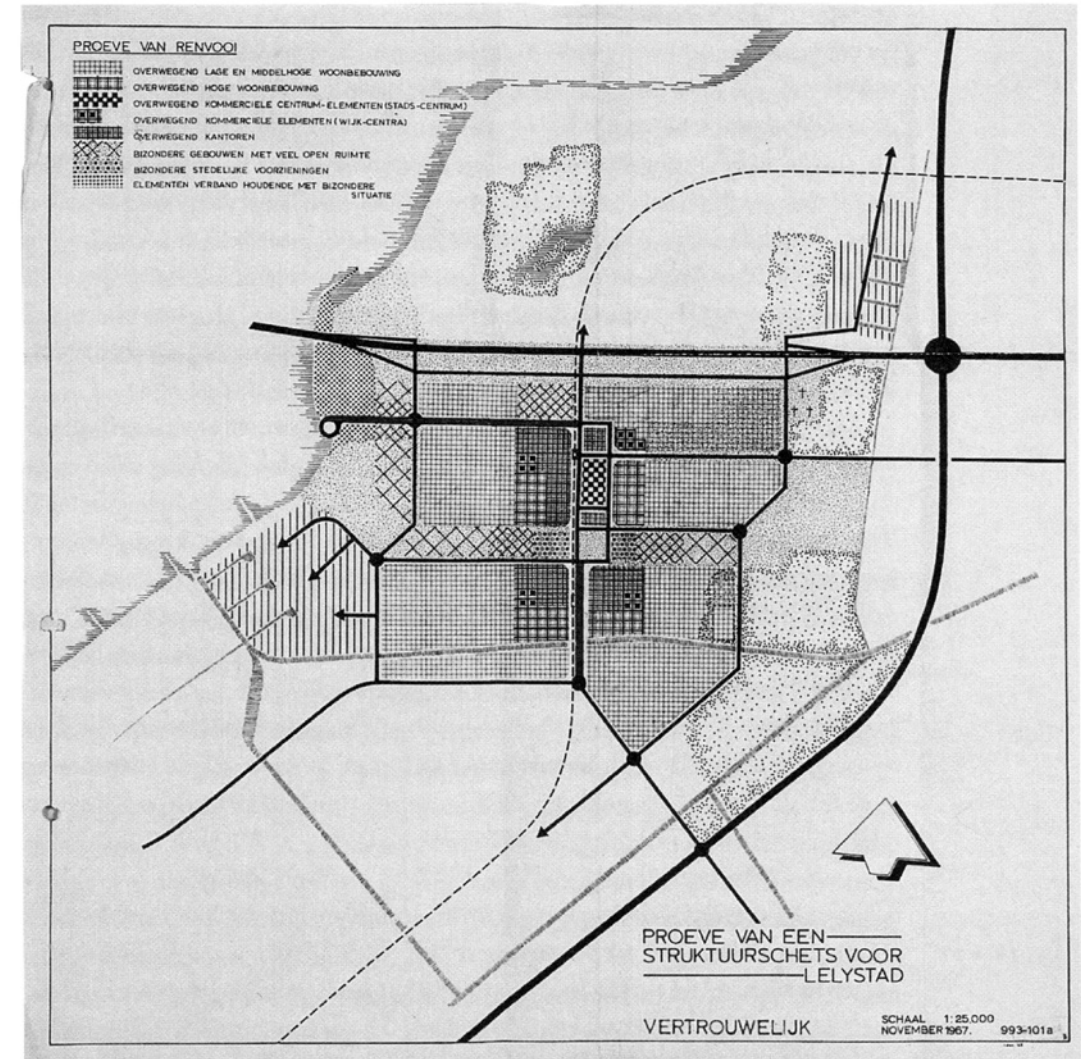 PROEVE VAN RENVOOI
OVERWEGEND LAGE EN MIDDELHOGE WOONBEBOUWING
OVERWEGEND HOGE WOONBEBOUWING
OVERWEGEND KOMMERCIELE CENTRUM-ELEMENTEN (STADS-CENTRUM)
OVERWEGEND KOMMERCIELE ELEMENTEN (WIJK-CENTRA)
OVERWEGEND KANTOREN
BIZONDERE GEBOUWEN MET VEEL OPEN RUIMTE
BIZONDERE STEDELIJKE VOORZIENINGEN
ELEMENTEN VERBAND HOUDENDE MET BIZONDERE
SITUATIE
PROEVE VAN EEN
STRUKTUURSCHETS VOOR
LELYSTAD
VERTROUWELIJK
SCHAAL 1:25.000
NOVEMBER 1967. 993-101a